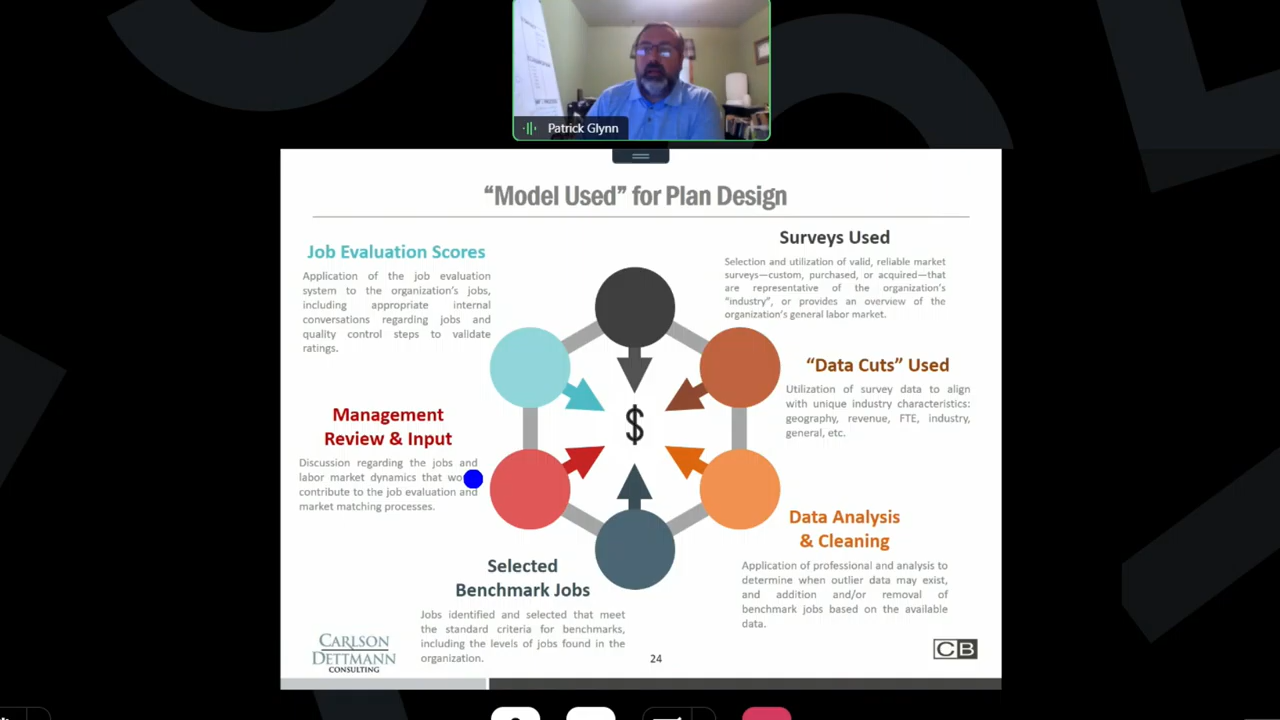 Patrick Glynn
“Model Used” for Plan Design
Job Evaluation Scores
Application of the job evaluation
system to the organization’s jobs,
including appropriate internal
conversations regarding jobs and
quality control steps to validate
ratings.
Surveys Used
Selection and utilization of valid, reliable market
surveys—custom, purchased, or acquired—that
are representative of the organization’s
“industry”, or provides an overview of the
organization’s general labor market.
“Data Cuts” Used
Utilization of survey data to align
with unique industry characteristics:
geography, revenue, FTE, industry,
general, etc.
Management
Review & Input
Discussion regarding the jobs and
labor market dynamics that
contribute to the job evaluation and
market matching processes.
$
Data Analysis
& Cleaning
Application of professional and analysis to
determine when outlier data may exist,
and addition and/or removal of
benchmark jobs based on the available
data.
Selected
Benchmark Jobs
Jobs identified and selected that meet
the standard criteria for benchmarks,
including the levels of jobs found in the
organization.
CARLSON
DETTMANN
CONSULTING
24
CB